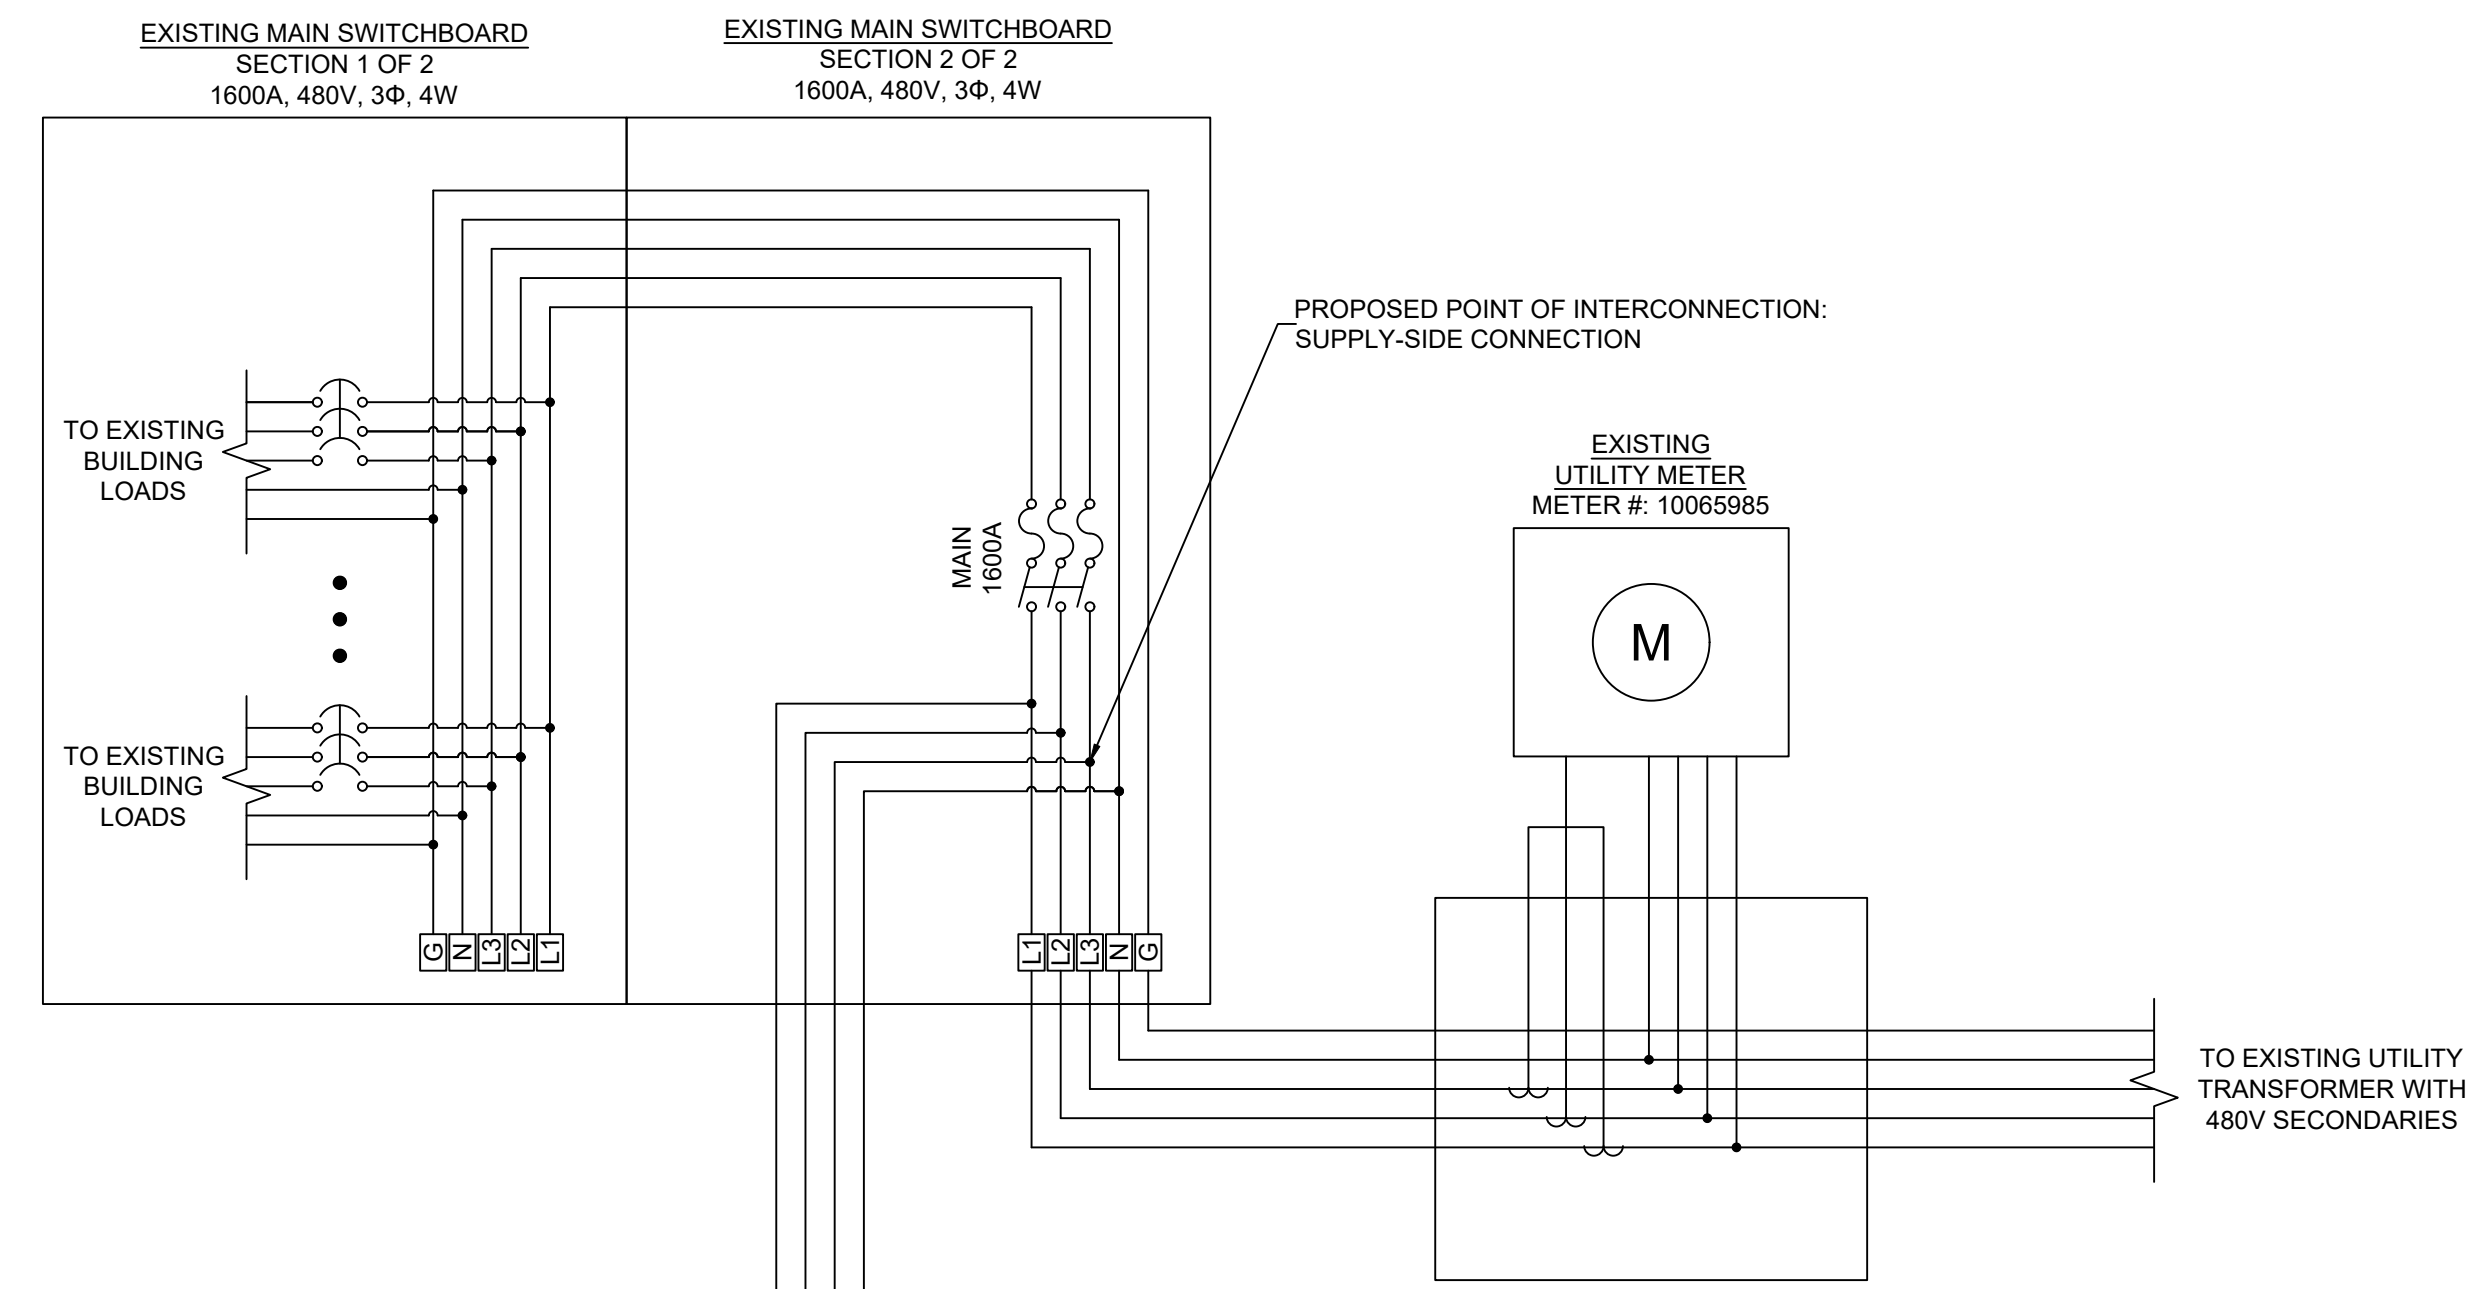 EXISTING MAIN SWITCHBOARD
SECTION 1 OF 2
1600A, 480V, 3Φ, 4W
EXISTING MAIN SWITCHBOARD
SECTION 2 OF 2
1600A, 480V, 3Φ, 4W
PROPOSED POINT OF INTERCONNECTION:
SUPPLY-SIDE CONNECTION
TO EXISTING
BUILDING
LOADS
EXISTING
UTILITY METER
METER #: 10065985
MAIN
1600A
M
TO EXISTING
BUILDING
LOADS
G
N
L3
L2
L1
L1
L2
L3
N
G
TO EXISTING UTILITY
TRANSFORMER WITH
480V SECONDARIES